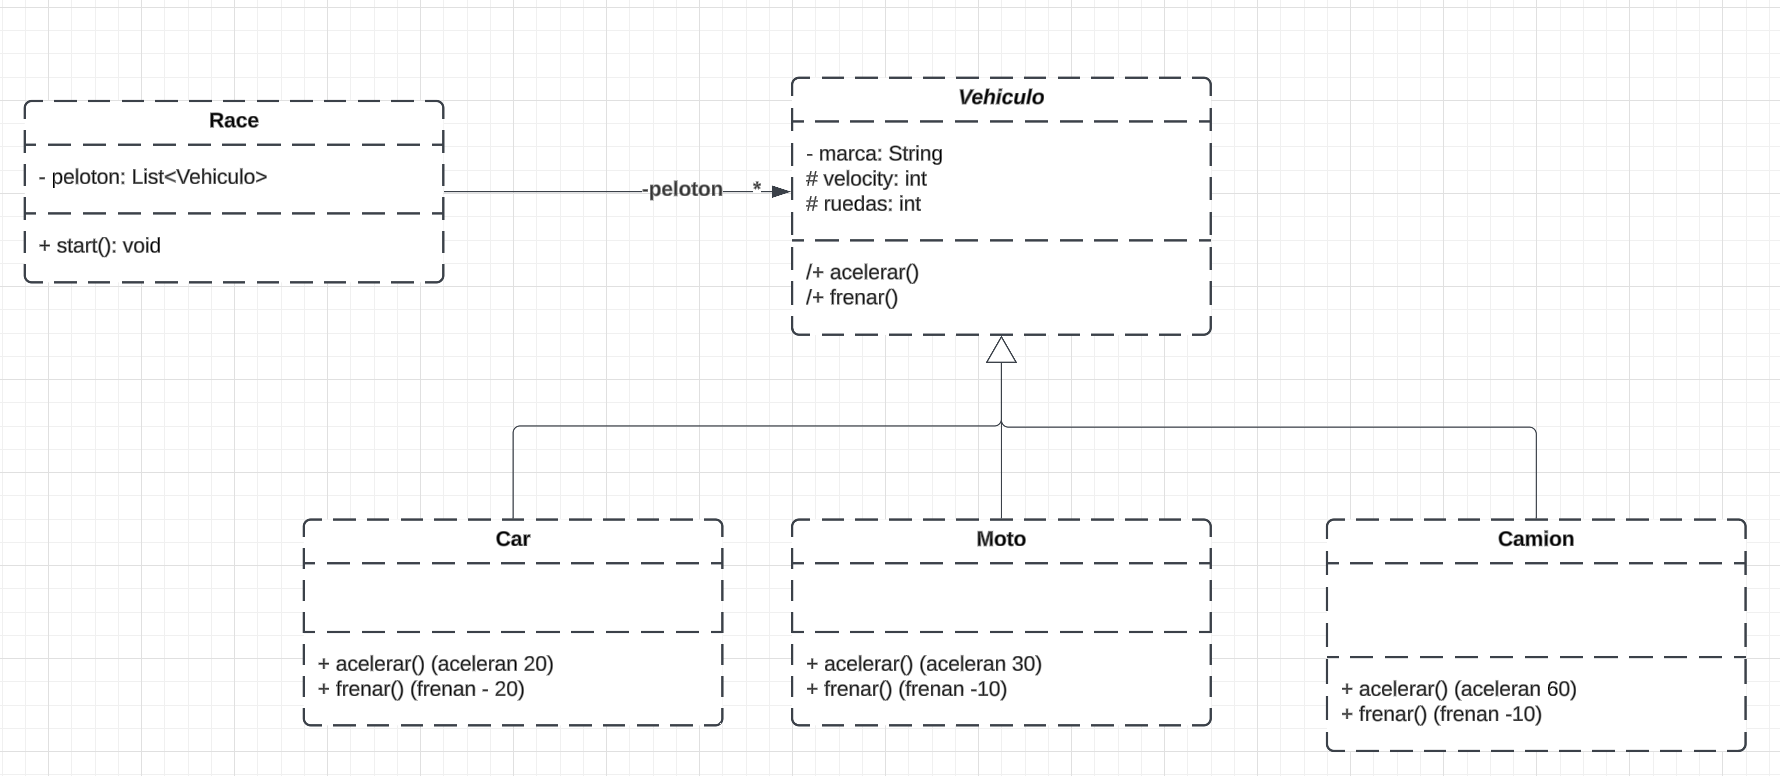 Race
- peloton: List<Vehiculo>
+ start(): void
-peloton
*
Vehiculo
- marca: String
# velocity: int
# ruedas: int
/+ acelerar()
/+ frenar()
Car
+ acelerar() (aceleran 20)
+ frenar() (frenan - 20)
Moto
+ acelerar() (aceleran 30)
+ frenar() (frenan -10)
Camion
+ acelerar() (aceleran 60)
+ frenar() (frenan -10)